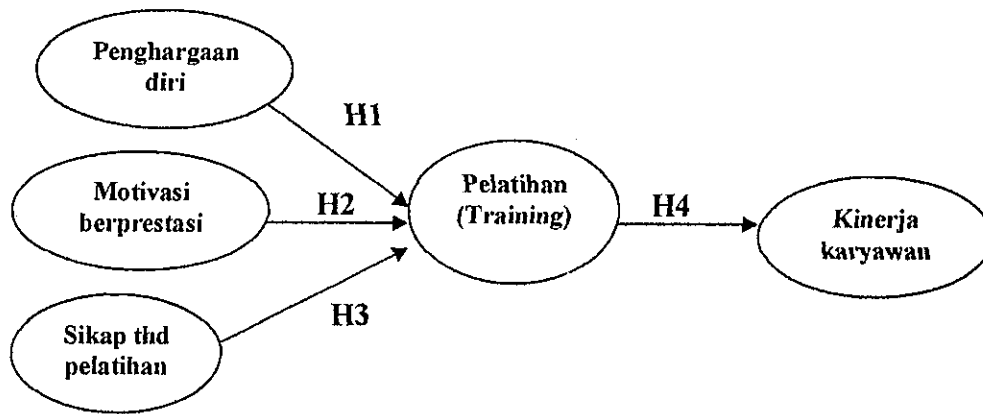 Penghargaan
diri
H1
Motivasi
berprestasi
H2
Pelatihan
(Training)
H4
Kinerja
karyawan
H3
Sikap thd
pelatihan